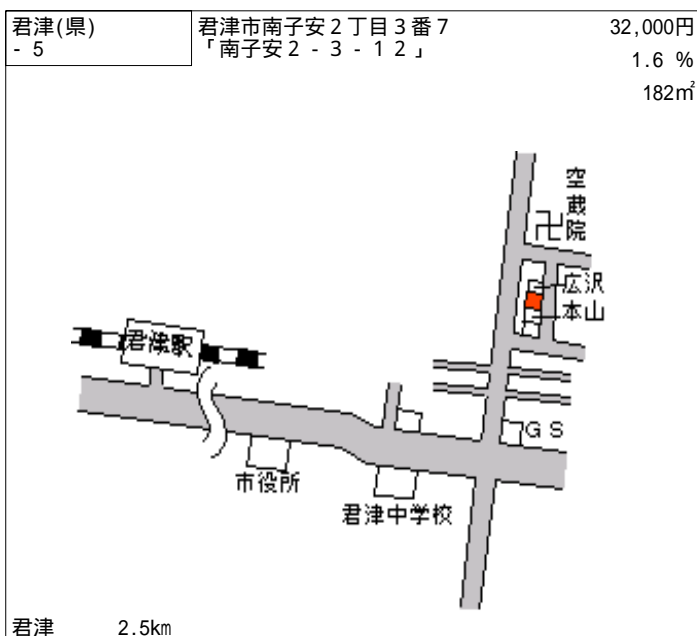 君津(県)
- 5
君津市南子安２丁目３番７
「南子安２‐３‐１２」
32,000円
1.6 %
182㎡
空蔵院
広沢
本山
君津駅
ＧＳ
市役所
君津中学校
君津 2.5km